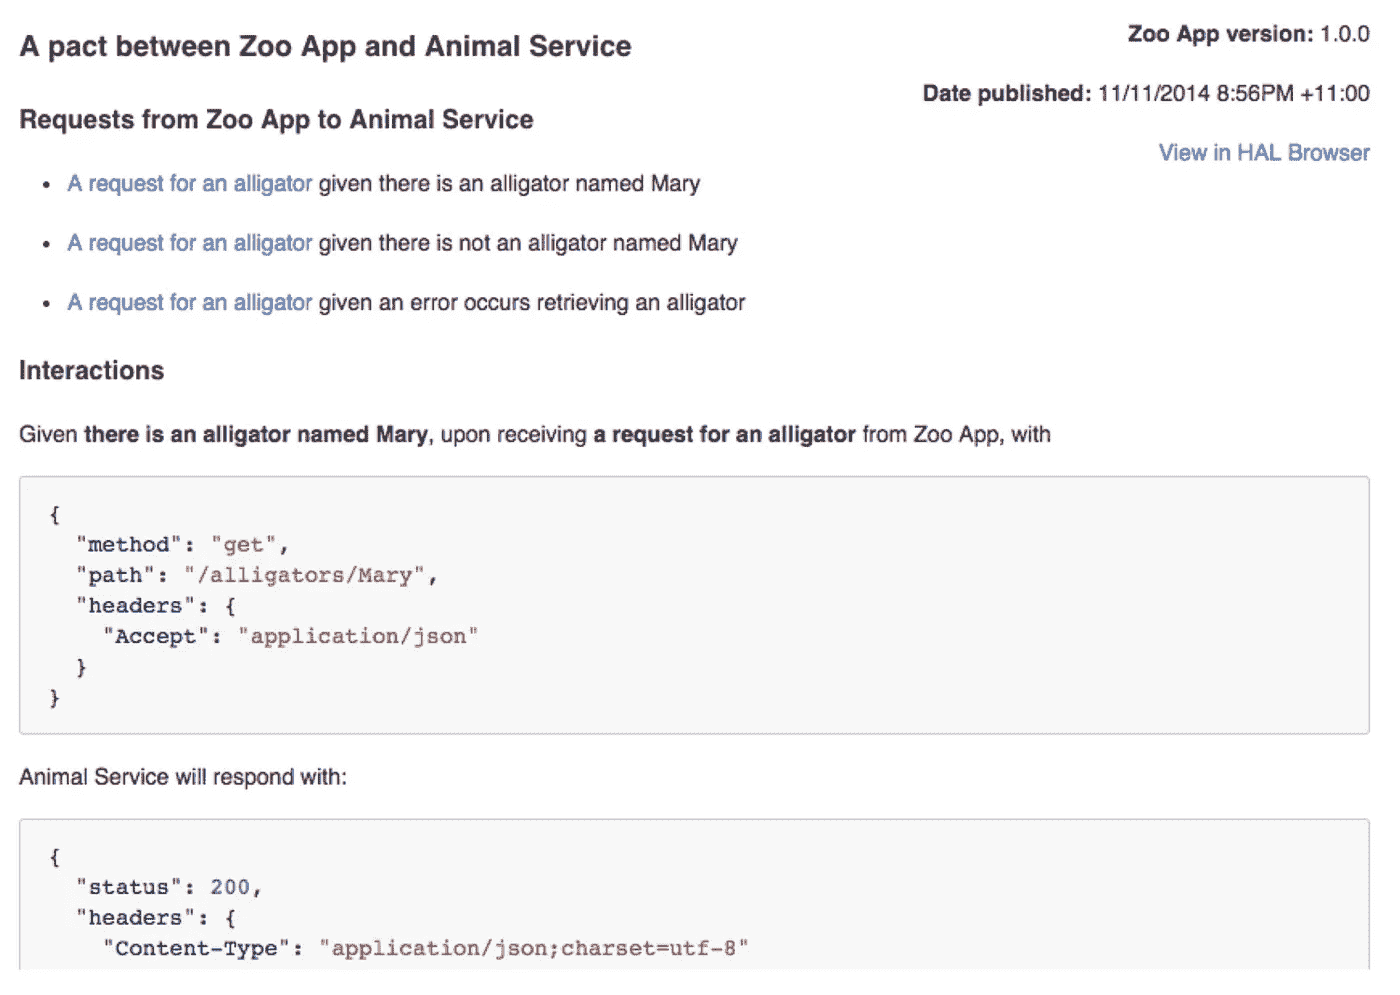 A pact between Zoo App and Animal Service
Zoo App version: 1.0.0
Date published: 11/11/2014 8:56PM +11:00
View in HAL Browser
Requests from Zoo App to Animal Service
• A request for an alligator given there is an alligator named Mary
• A request for an alligator given there is not an alligator named Mary
• A request for an alligator given an error occurs retrieving an alligator
Interactions
Given there is an alligator named Mary, upon receiving a request for an alligator from Zoo App, with
{
  "method": "get",
  "path": "/alligators/Mary",
  "headers": {
    "Accept": "application/json"
  }
}
Animal Service will respond with:
{
  "status": 200,
  "headers": {
    "Content-Type": "application/json;charset=utf-8"